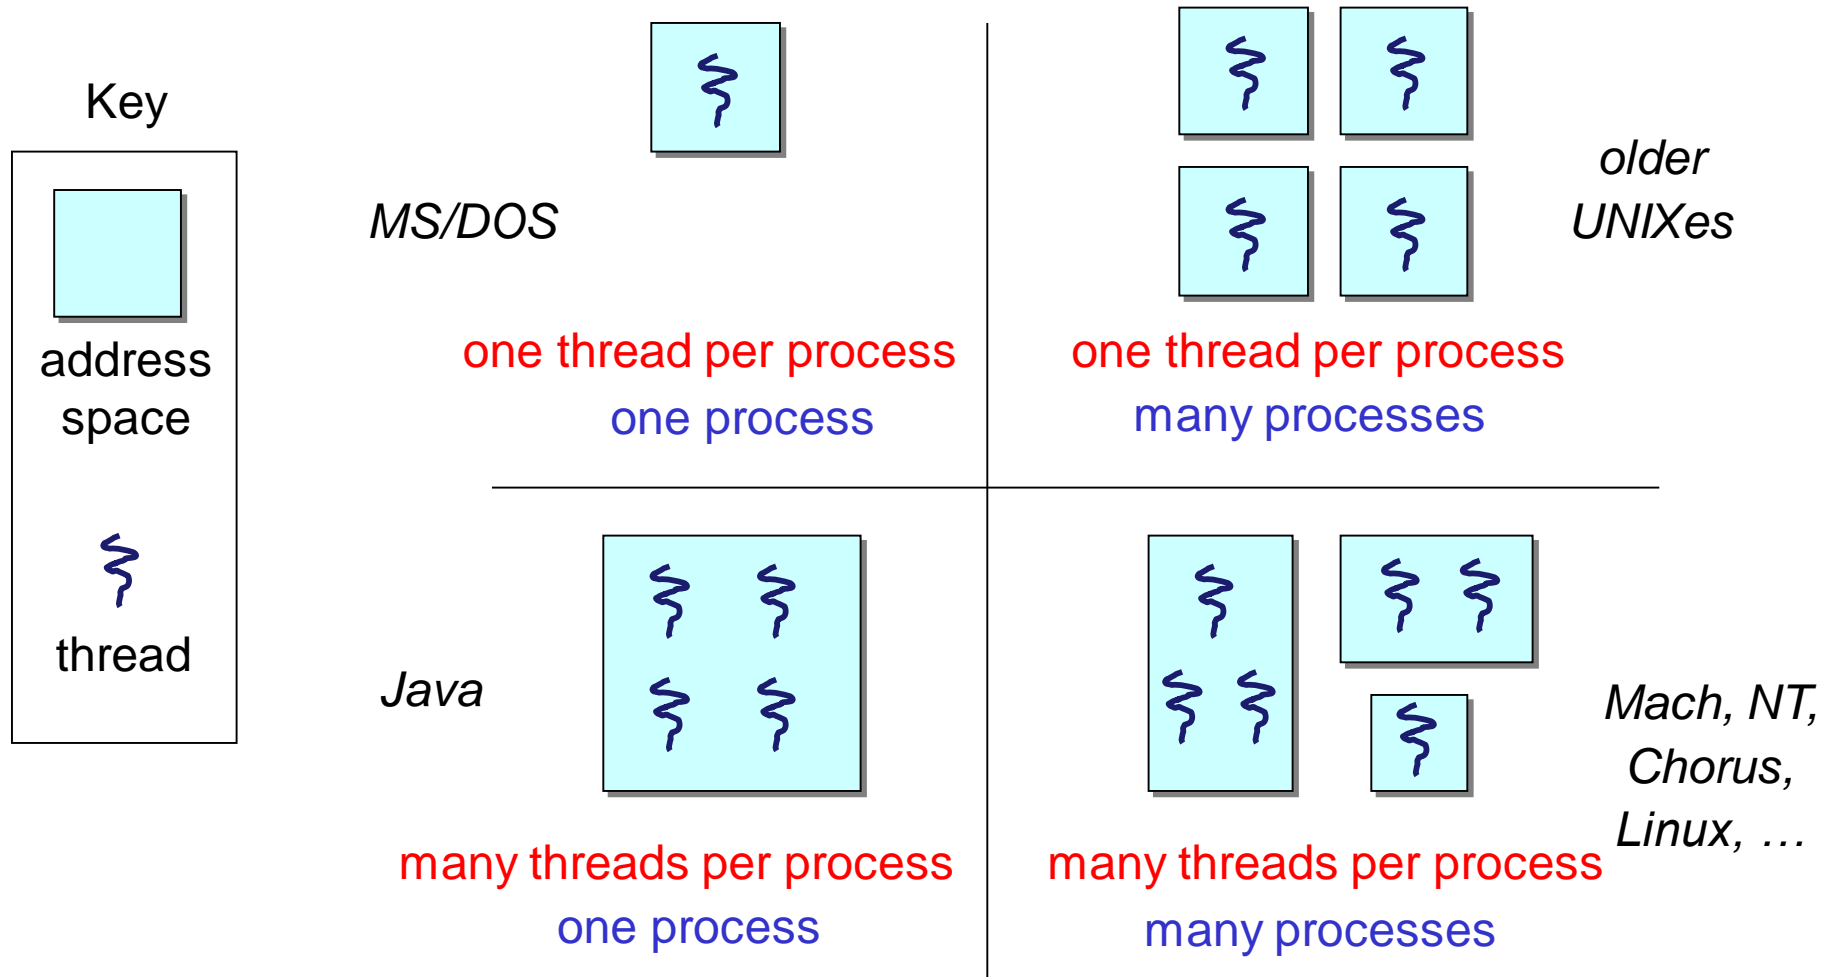 Key
address
space
thread
MS/DOS
one thread per process
one process
older
UNIXes
one thread per process
many processes
Java
many threads per process
one process
Mach, NT,
Chorus,
Linux, …
many threads per process
many processes